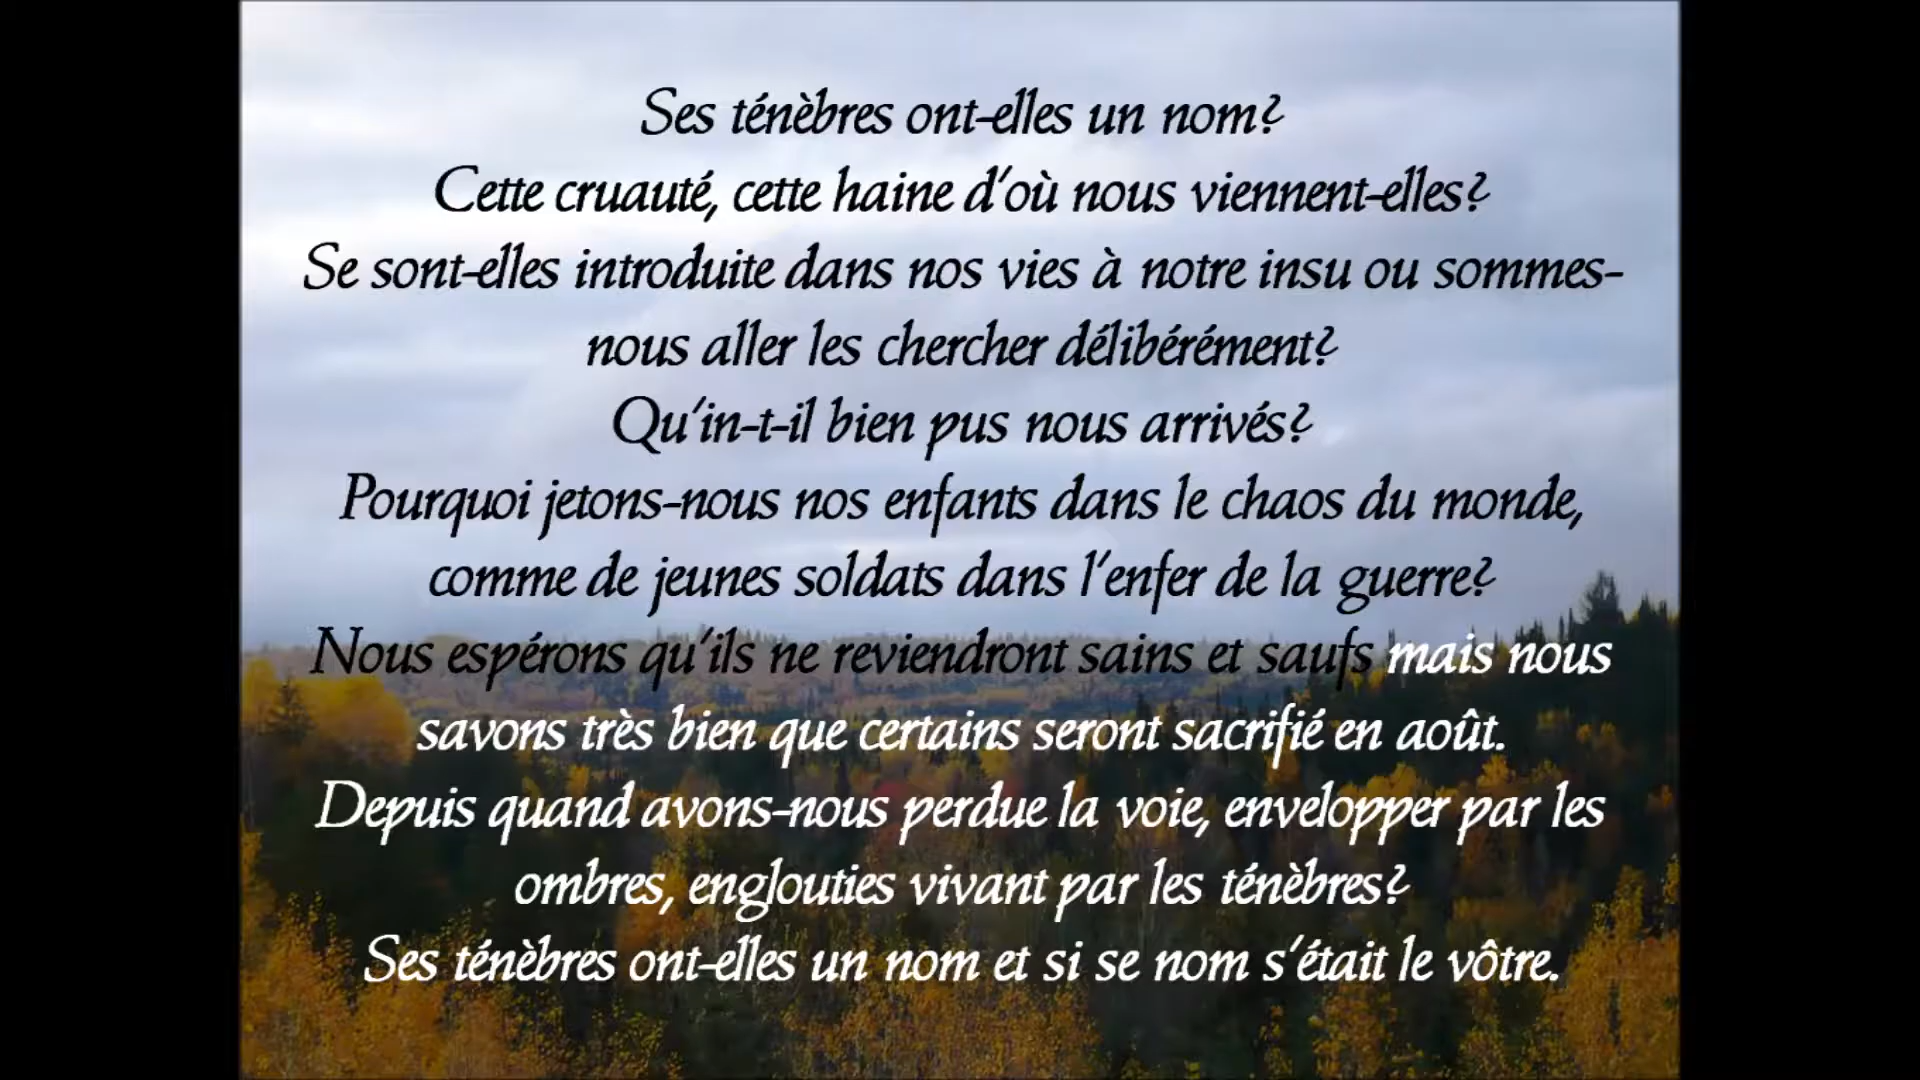 Ses ténèbres ont-elles un nom?
Cette cruauté, cette haine d'où nous viennent-elles?
Se sont-elles introduite dans nos vies à notre insu ou sommes-
nous aller les chercher délibérément?
Qu'in-t-il bien pus nous arrivés?
Pourquoi jetons-nous nos enfants dans le chaos du monde,
comme de jeunes soldats dans l'enfer de la guerre?
Nous espérons qu'ils ne reviendront sains et saufs mais nous
savons très bien que certains seront sacrifié en août.
Depuis quand avons-nous perdue la voie, envelopper par les
ombres, englouties vivant par les ténèbres?
Ses ténèbres ont-elles un nom et si se nom s'était le vôtre.